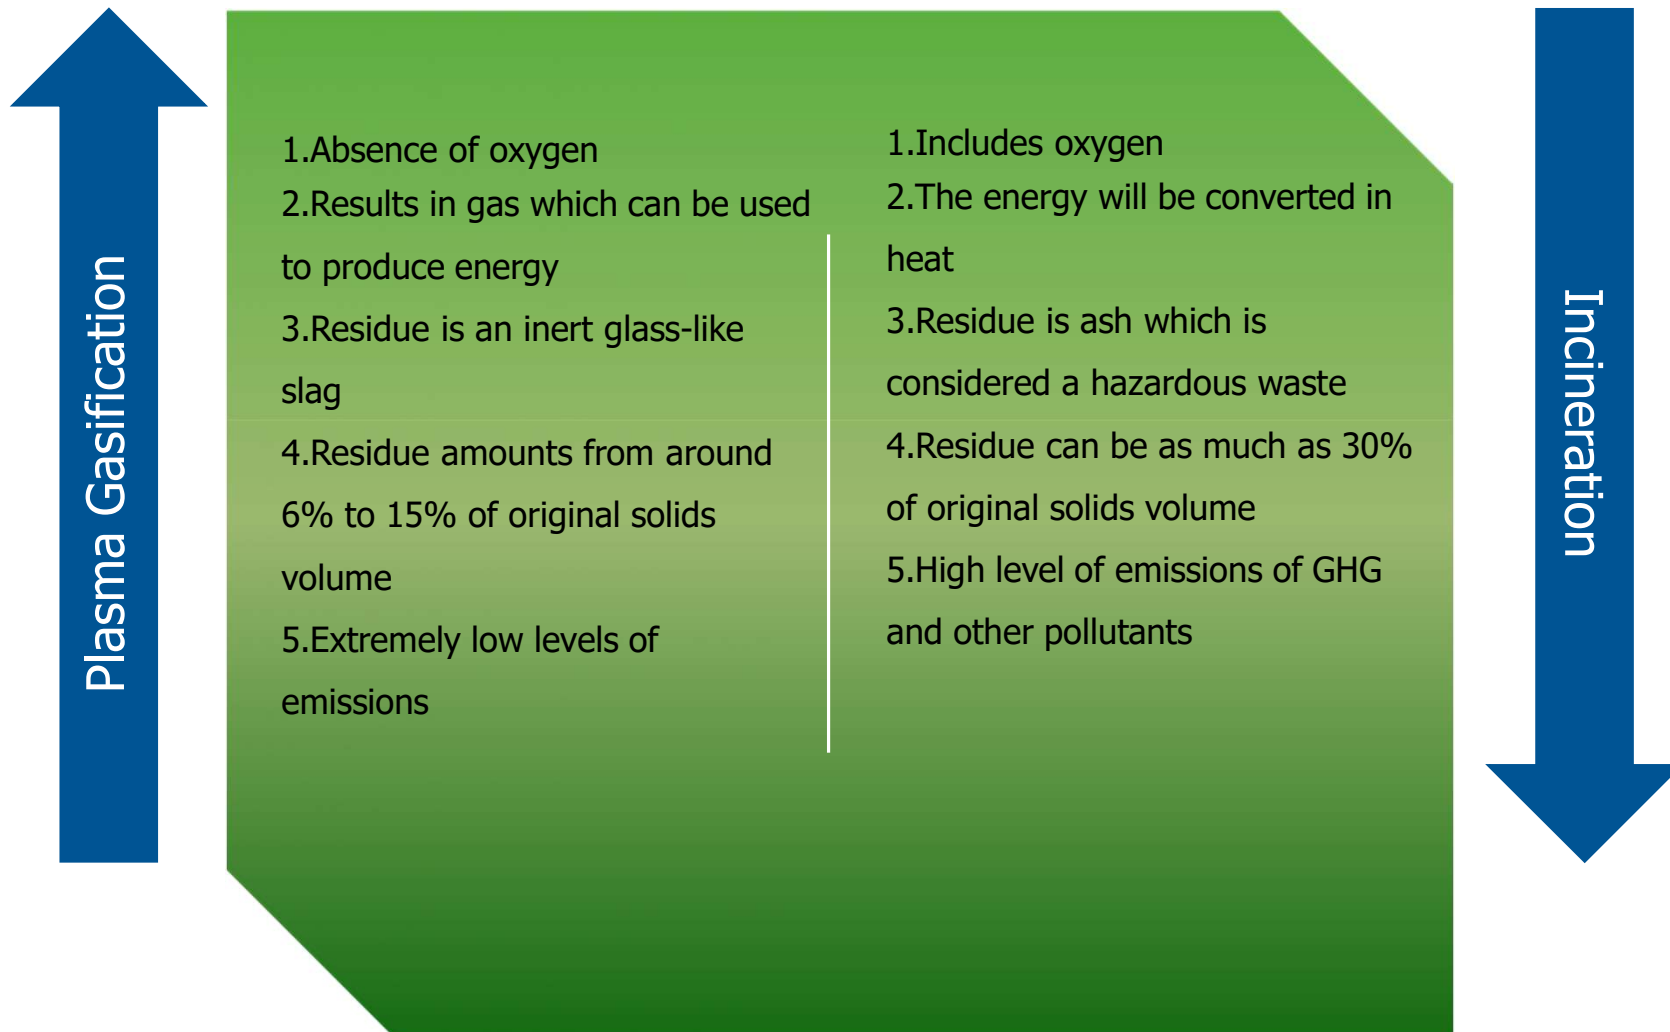 Plasma Gasification
1.Absence of oxygen
2.Results in gas which can be used
to produce energy
3.Residue is an inert glass-like
slag
4.Residue amounts from around
6% to 15% of original solids
volume
5.Extremely low levels of
emissions
1.Includes oxygen
2.The energy will be converted in
heat
3.Residue is ash which is
considered a hazardous waste
4.Residue can be as much as 30%
of original solids volume
5.High level of emissions of GHG
and other pollutants
Incineration